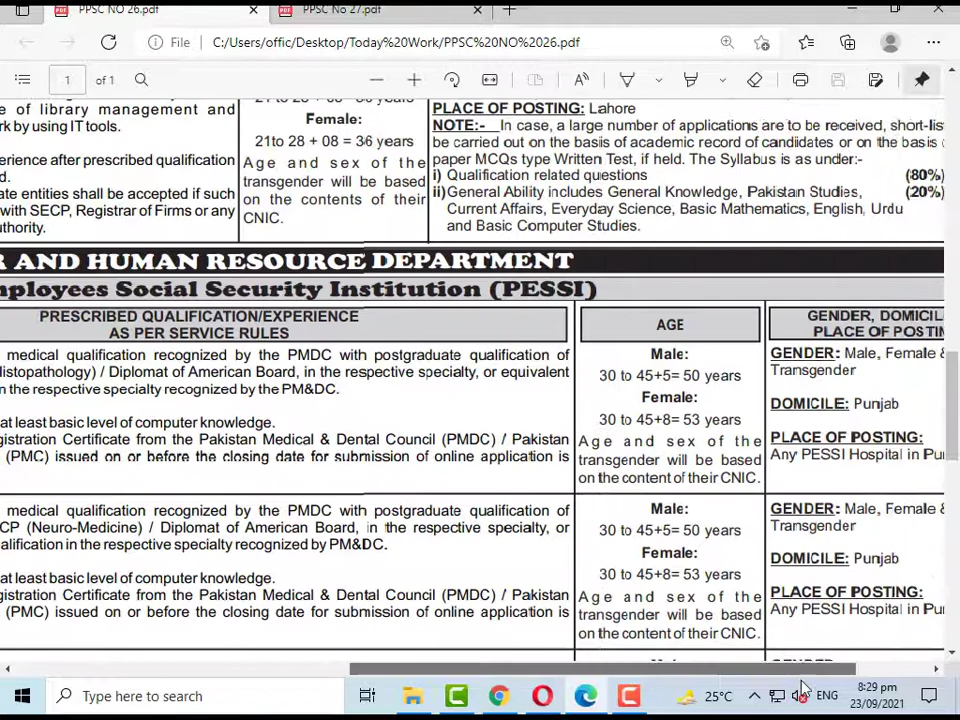 PPSC NO 26.pdf
PPSC No 27.pdf
File
C:/Users/offic/Desktop/Today%20Work/PPSC%20NO%2026.pdf
1 of 1
e of library management and
rk by using IT tools.
erience after prescribed qualification
d.
ate entities shall be accepted if such
with SECP, Registrar of Firms or any
uthority.
21to 28 + 08 = 36 years
Female:
21to 28 + 08 = 36 years
Age and sex of the
transgender will be based
on the contents of their
CNIC.
PLACE OF POSTING: Lahore
NOTE:- In case, a large number of applications are to be received, short-list
be carried out on the basis of academic record of candidates or on the basis o
paper MCQs type Written Test, if held. The Syllabus is as under:-
i) Qualification related questions (80%)
ii) General Ability includes General Knowledge, Pakistan Studies, (20%)
Current Affairs, Everyday Science, Basic Mathematics, English, Urdu
and Basic Computer Studies.
R AND HUMAN RESOURCE DEPARTMENT
mployees Social Security Institution (PESSI)
PRESCRIBED QUALIFICATION/EXPERIENCE
AS PER SERVICE RULES
AGE
GENDER, DOMICIL
PLACE OF POSTIN
medical qualification recognized by the PMDC with postgraduate qualification of
Histopathology) / Diplomat of American Board, in the respective specialty, or equivalent
n the respective specialty recognized by the PM&DC.
at least basic level of computer knowledge.
gistration Certificate from the Pakistan Medical & Dental Council (PMDC) / Pakistan
(PMC) issued on or before the closing date for submission of online application is
Male:
30 to 45+5= 50 years
Female:
30 to 45+8= 53 years
Age and sex of the
transgender will be based
on the content of their CNIC.
GENDER: Male, Female &
Transgender
DOMICILE: Punjab
PLACE OF POSTING:
Any PESSI Hospital in Pu
medical qualification recognized by the PMDC with postgraduate qualification of
CP (Neuro-Medicine) / Diplomat of American Board, in the respective specialty, or
alification in the respective specialty recognized by PM&DC.
at least basic level of computer knowledge.
gistration Certificate from the Pakistan Medical & Dental Council (PMDC) / Pakistan
(PMC) issued on or before the closing date for submission of online application is
Male:
30 to 45+5= 50 years
Female:
30 to 45+8= 53 years
Age and sex of the
transgender will be based
on the content of their CNIC.
GENDER: Male, Female &
Transgender
DOMICILE: Punjab
PLACE OF POSTING:
Any PESSI Hospital in Pu
Type here to search
25°C
ENG
8:29 pm
23/09/2021